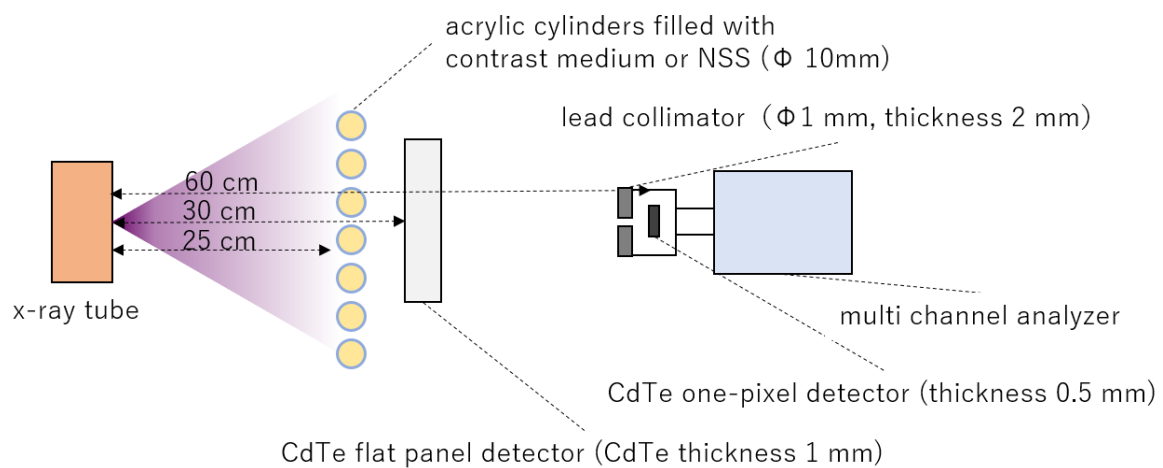 acrylic cylinders filled with
contrast medium or NSS (Φ 10mm)
lead collimator (Φ1 mm, thickness 2 mm)
60 cm
30 cm
25 cm
x-ray tube
multi channel analyzer
CdTe one-pixel detector (thickness 0.5 mm)
CdTe flat panel detector (CdTe thickness 1 mm)